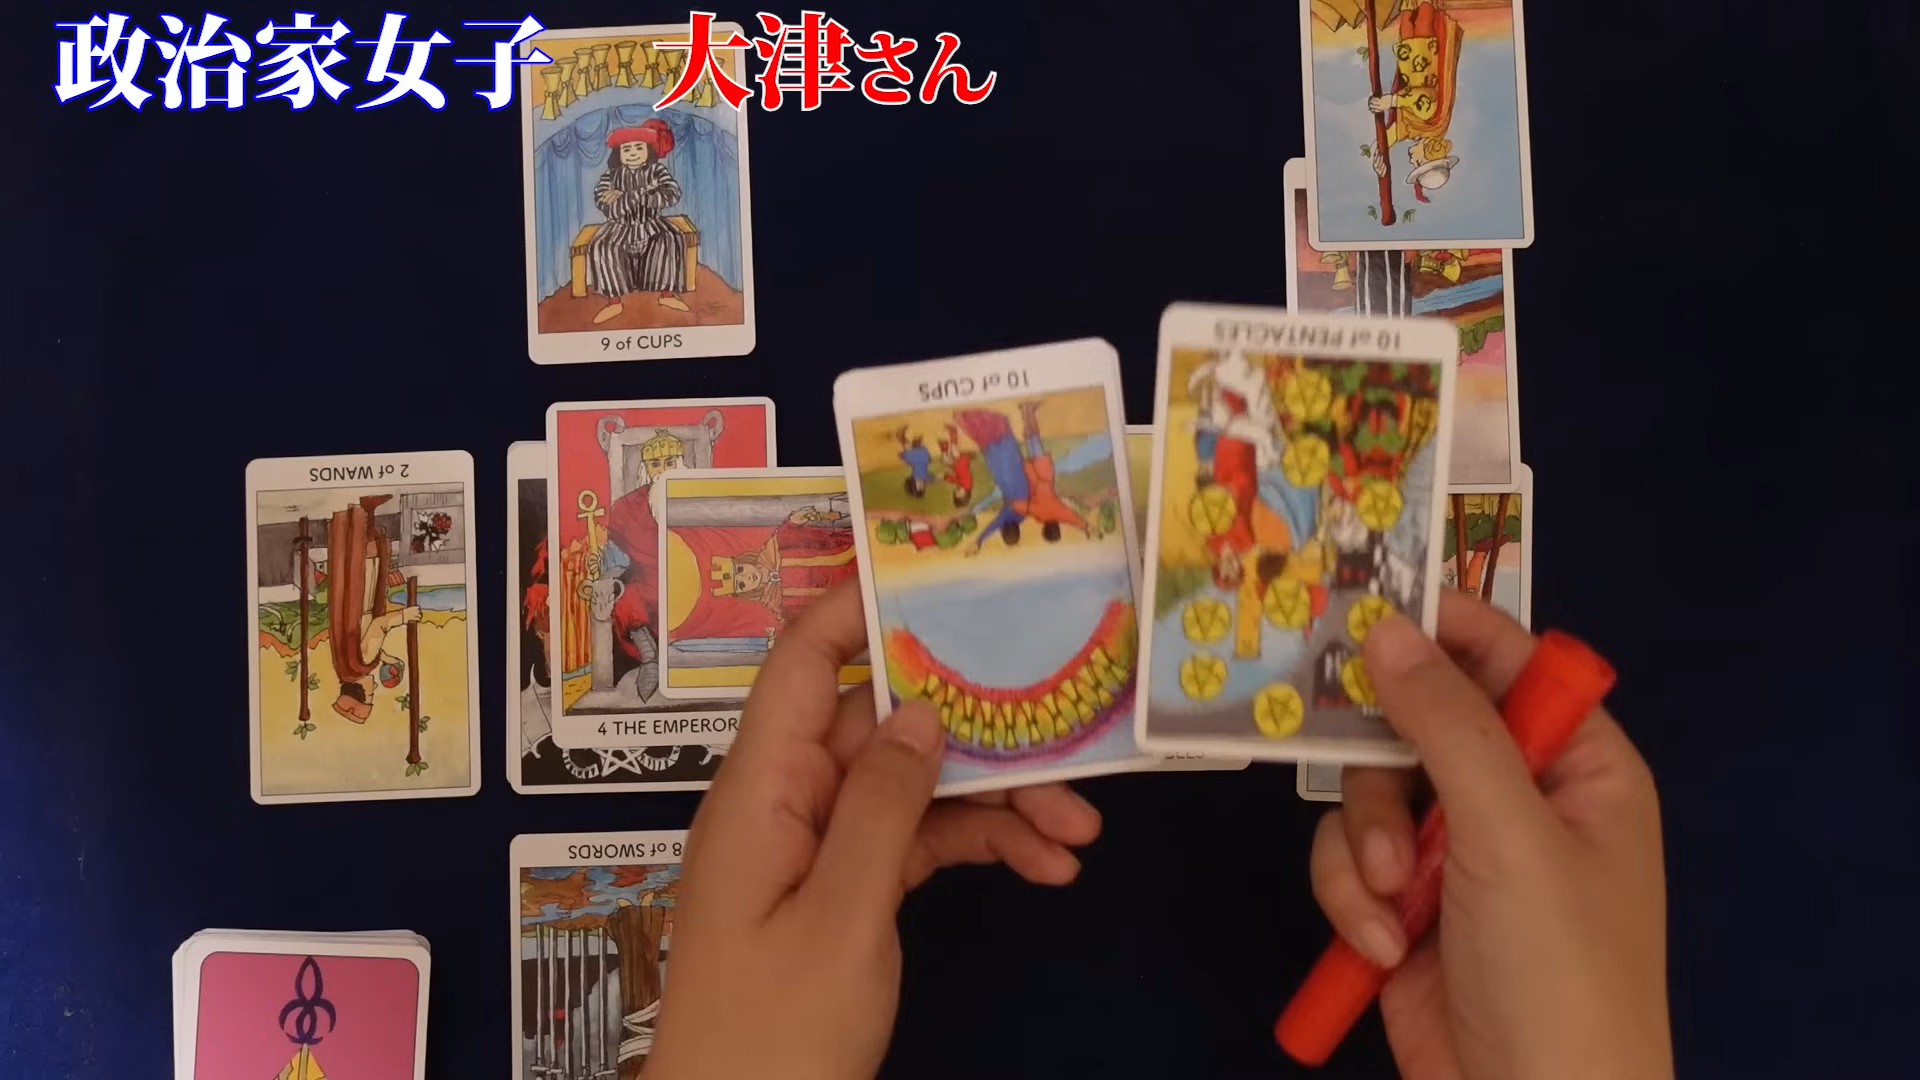 政治家女子 大津さん
9 of CUPS
10 of PENTACLES
10 of CUPS
2 of WANDS
4 THE EMPEROR
8 of SWORDS